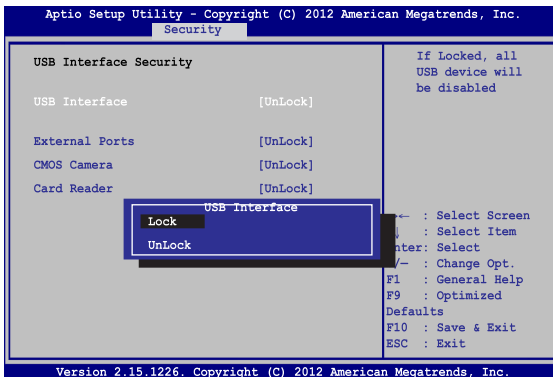 Aptio Setup Utility – Copyright (C) 2012 American Megatrends, Inc.
Security
USB Interface Security
USB Interface [UnLock]
External Ports [UnLock]
CMOS Camera [UnLock]
Card Reader [UnLock]
USB Interface
Lock
UnLock
If Locked, all
USB device will
be disabled
→← : Select Screen
: Select Item
: Select
/— : Change Opt.
F1 : General Help
F9 : Optimized
Defaults
F10 : Save & Exit
ESC : Exit
Version 2.15.1226. Copyright (C) 2012 American Megatrends, Inc.